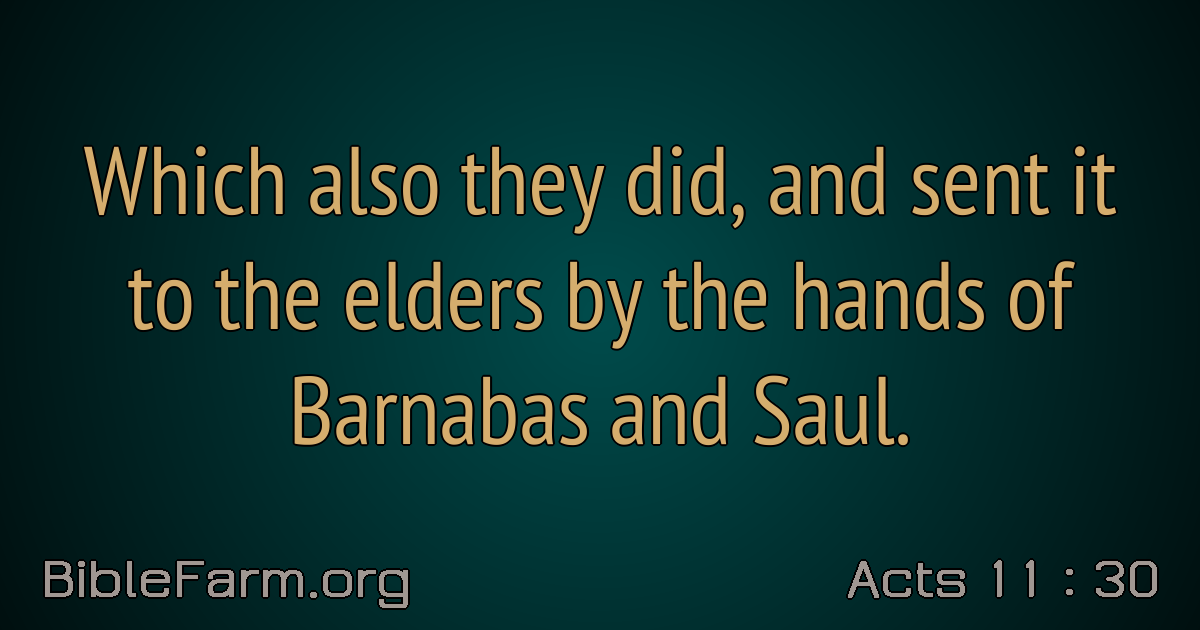 Which also they did, and sent it
to the elders by the hands of
Barnabas and Saul.
BibleFarm.org
Acts 11 : 30